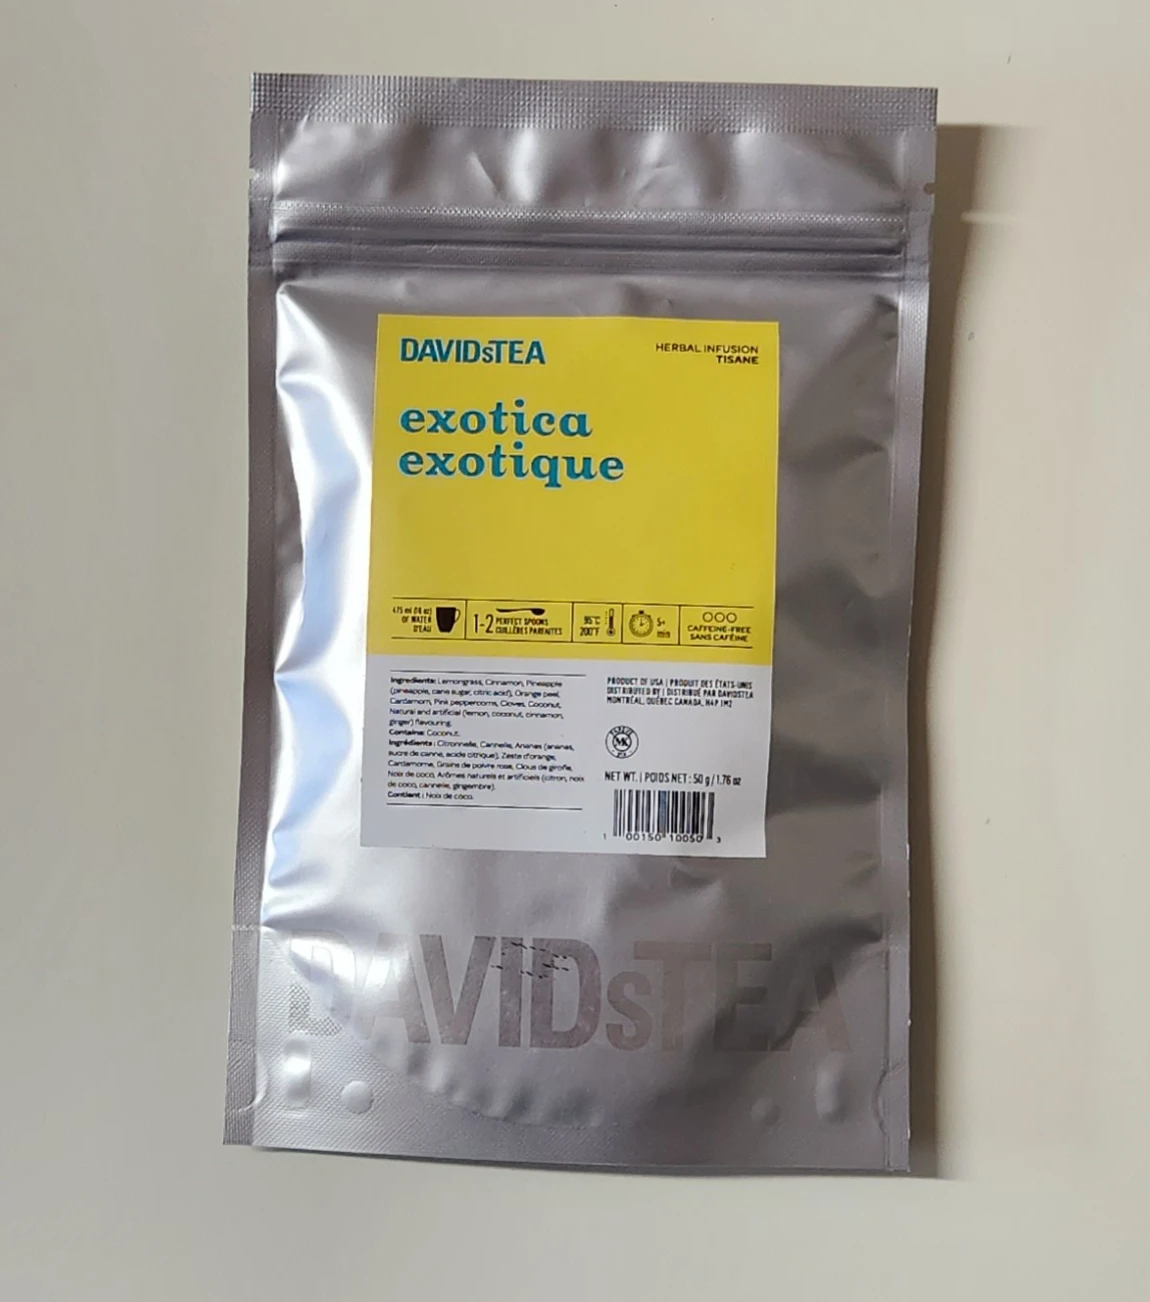 DAVIDsTEA
HERBAL INFUSION
TISANE
exotica
exotique
475 ml (16 oz)
OF WATER
D'EAU
1-2 PERFECT SPOONS
CUILLÈRES PARFAITES
95°C
200°F
5+
min
CAFFEINE-FREE
SANS CAFÉINE
Ingredients: Lemongrass, Cinnamon, Pineapple
(pineapple, cane sugar, citric acid), Orange peel,
Cardamom, Pink peppercorns, Cloves, Coconut,
Natural and artificial (lemon, coconut, cinnamon,
ginger) flavouring.
Contains: Coconut.
Ingrédients : Citronnelle, Cannelle, Ananas (ananas,
sucre de canne, acide citrique), Zeste d'orange,
Cardamome, Grains de poivre rose, Clous de girofle,
Noix de coco, Arômes naturels et artificiels (citron, noix
de coco, cannelle, gingembre).
Contient : Noix de coco.
PRODUCT OF USA | PRODUIT DES ÉTATS-UNIS
DISTRIBUTED BY | DISTRIBUÉ PAR DAVIDSTEA
MONTRÉAL, QUÉBEC CANADA, H4P 1M2
MK
NET WT. | POIDS NET : 50 g / 1,76 oz
1 00150 10050 3
DAVIDsTEA